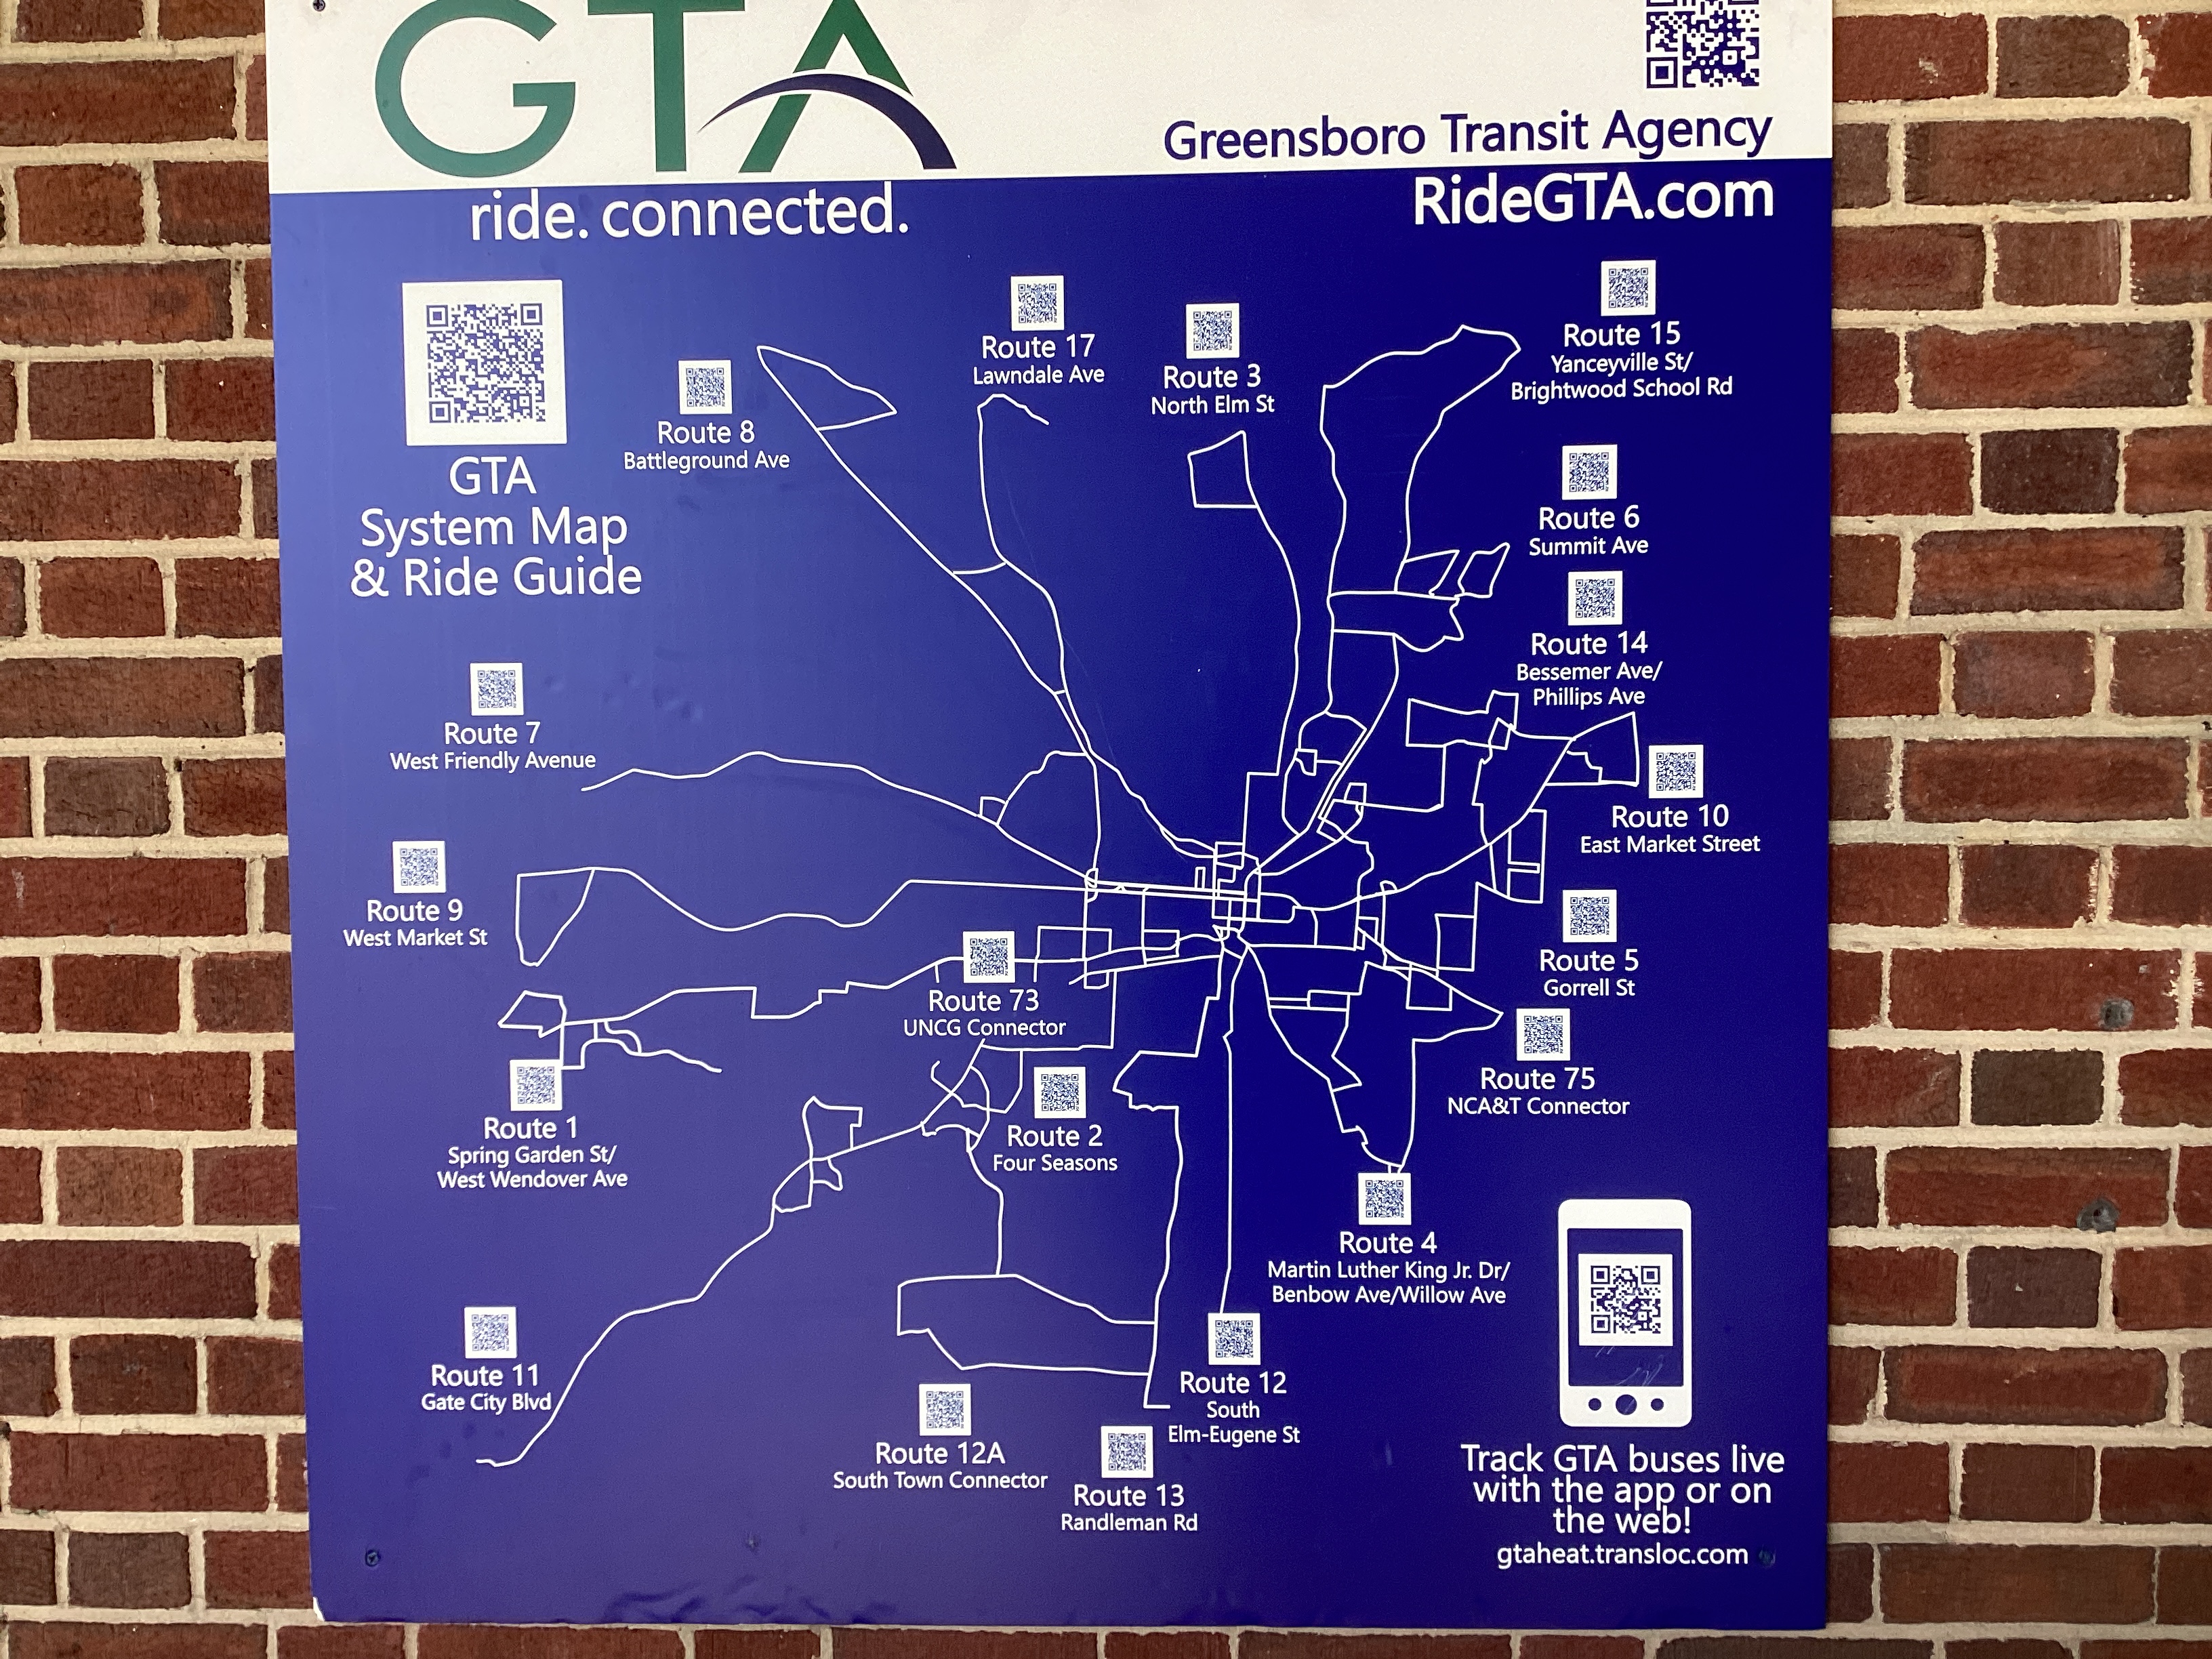 GTA
Greensboro Transit Agency
ride. connected.
RideGTA.com
GTA
System Map
& Ride Guide
Route 8
Battleground Ave
Route 17
Lawndale Ave
Route 3
North Elm St
Route 15
Yanceyville St/
Brightwood School Rd
Route 6
Summit Ave
Route 14
Bessemer Ave/
Phillips Ave
Route 7
West Friendly Avenue
Route 10
East Market Street
Route 9
West Market St
Route 5
Gorrell St
Route 73
UNCG Connector
Route 75
NCA&T Connector
Route 1
Spring Garden St/
West Wendover Ave
Route 2
Four Seasons
Route 4
Martin Luther King Jr. Dr/
Benbow Ave/Willow Ave
Route 11
Gate City Blvd
Route 12
South
Elm-Eugene St
Route 12A
South Town Connector
Route 13
Randleman Rd
Track GTA buses live
with the app or on
the web!
gtaheat.transloc.com